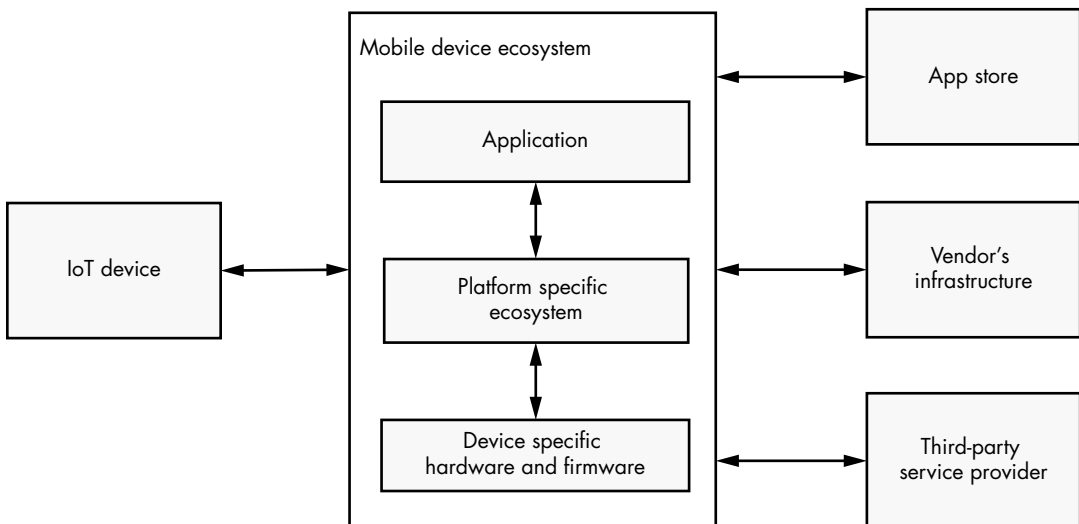 Mobile device ecosystem
Application
Platform specific
ecosystem
Device specific
hardware and firmware
IoT device
App store
Vendor’s
infrastructure
Third-party
service provider